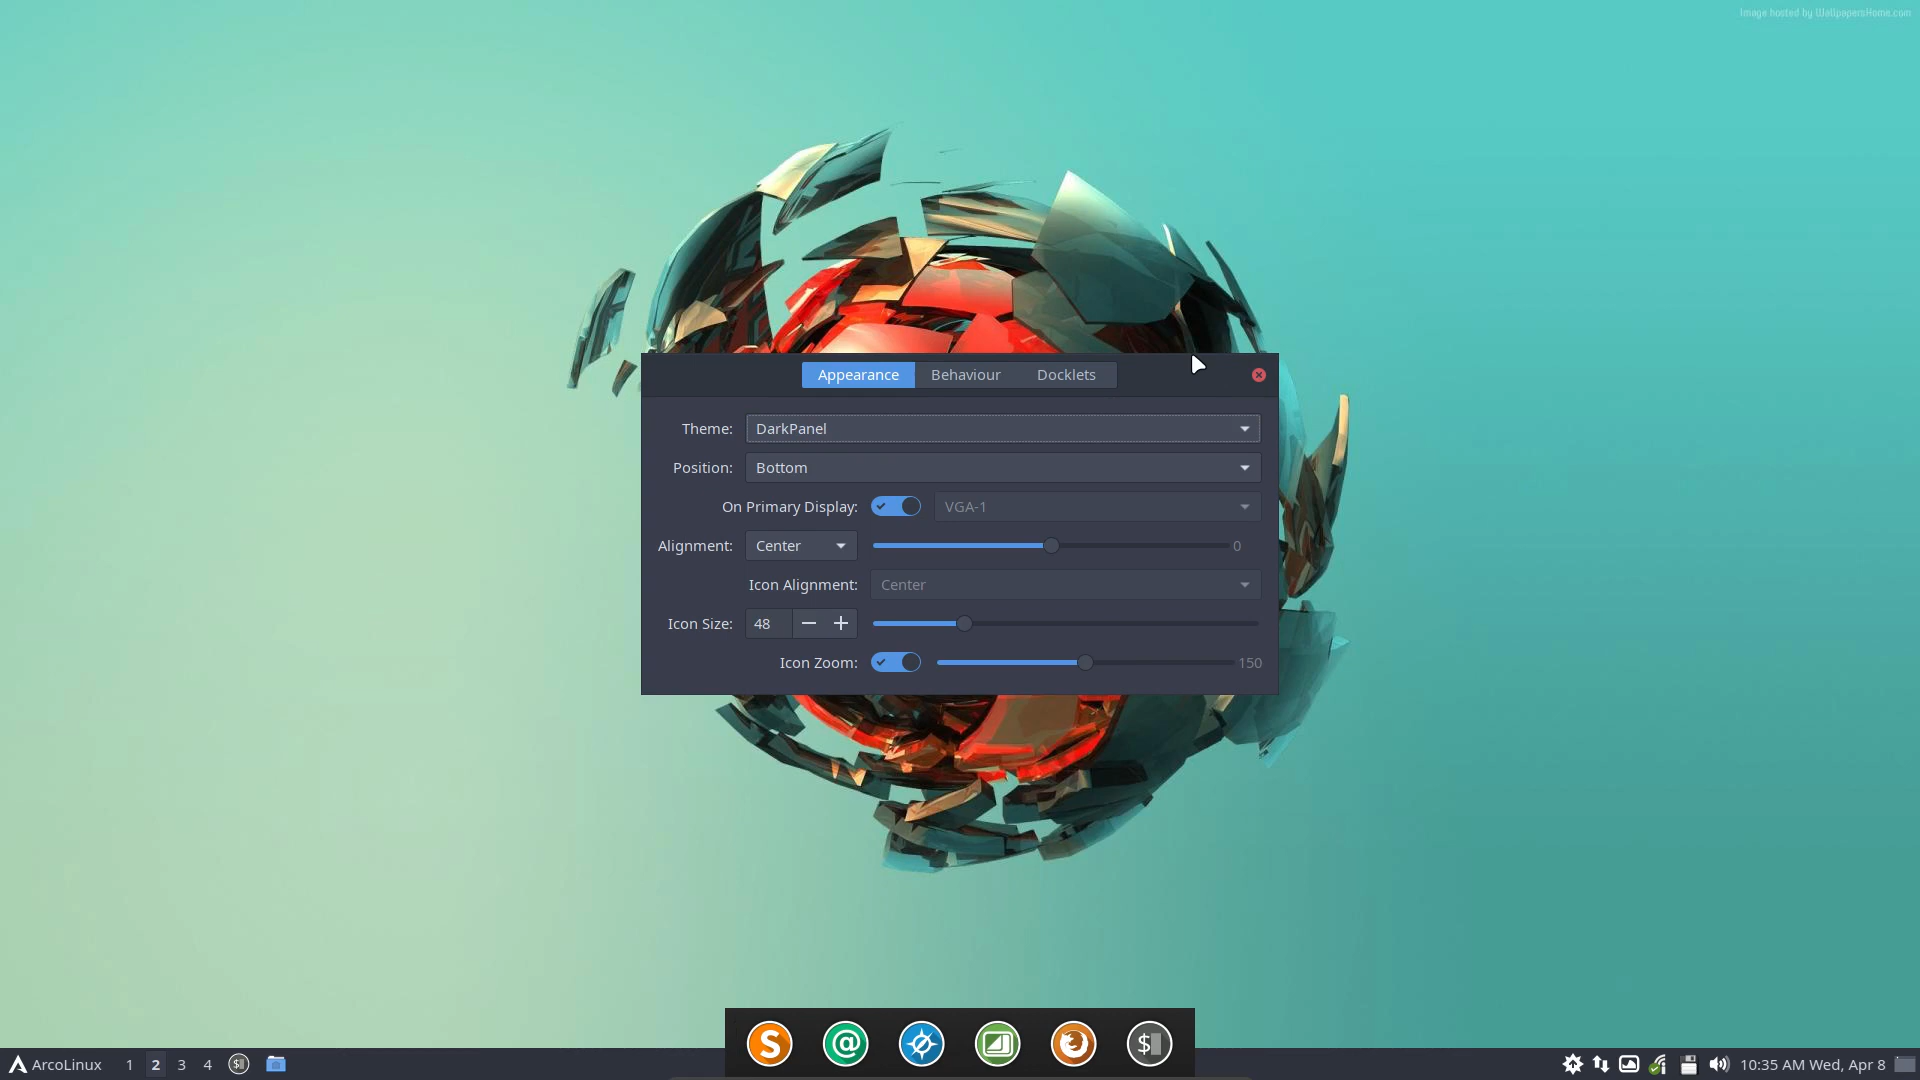 Image hosted by WallpapersHome.com
Appearance Behaviour Docklets
Theme: DarkPanel
Position: Bottom
On Primary Display: VGA-1
Alignment: Center 0
Icon Alignment: Center
Icon Size: 48
Icon Zoom: 150
S @ $
ArcoLinux 1 2 3 4 $ 10:35 AM Wed, Apr 8